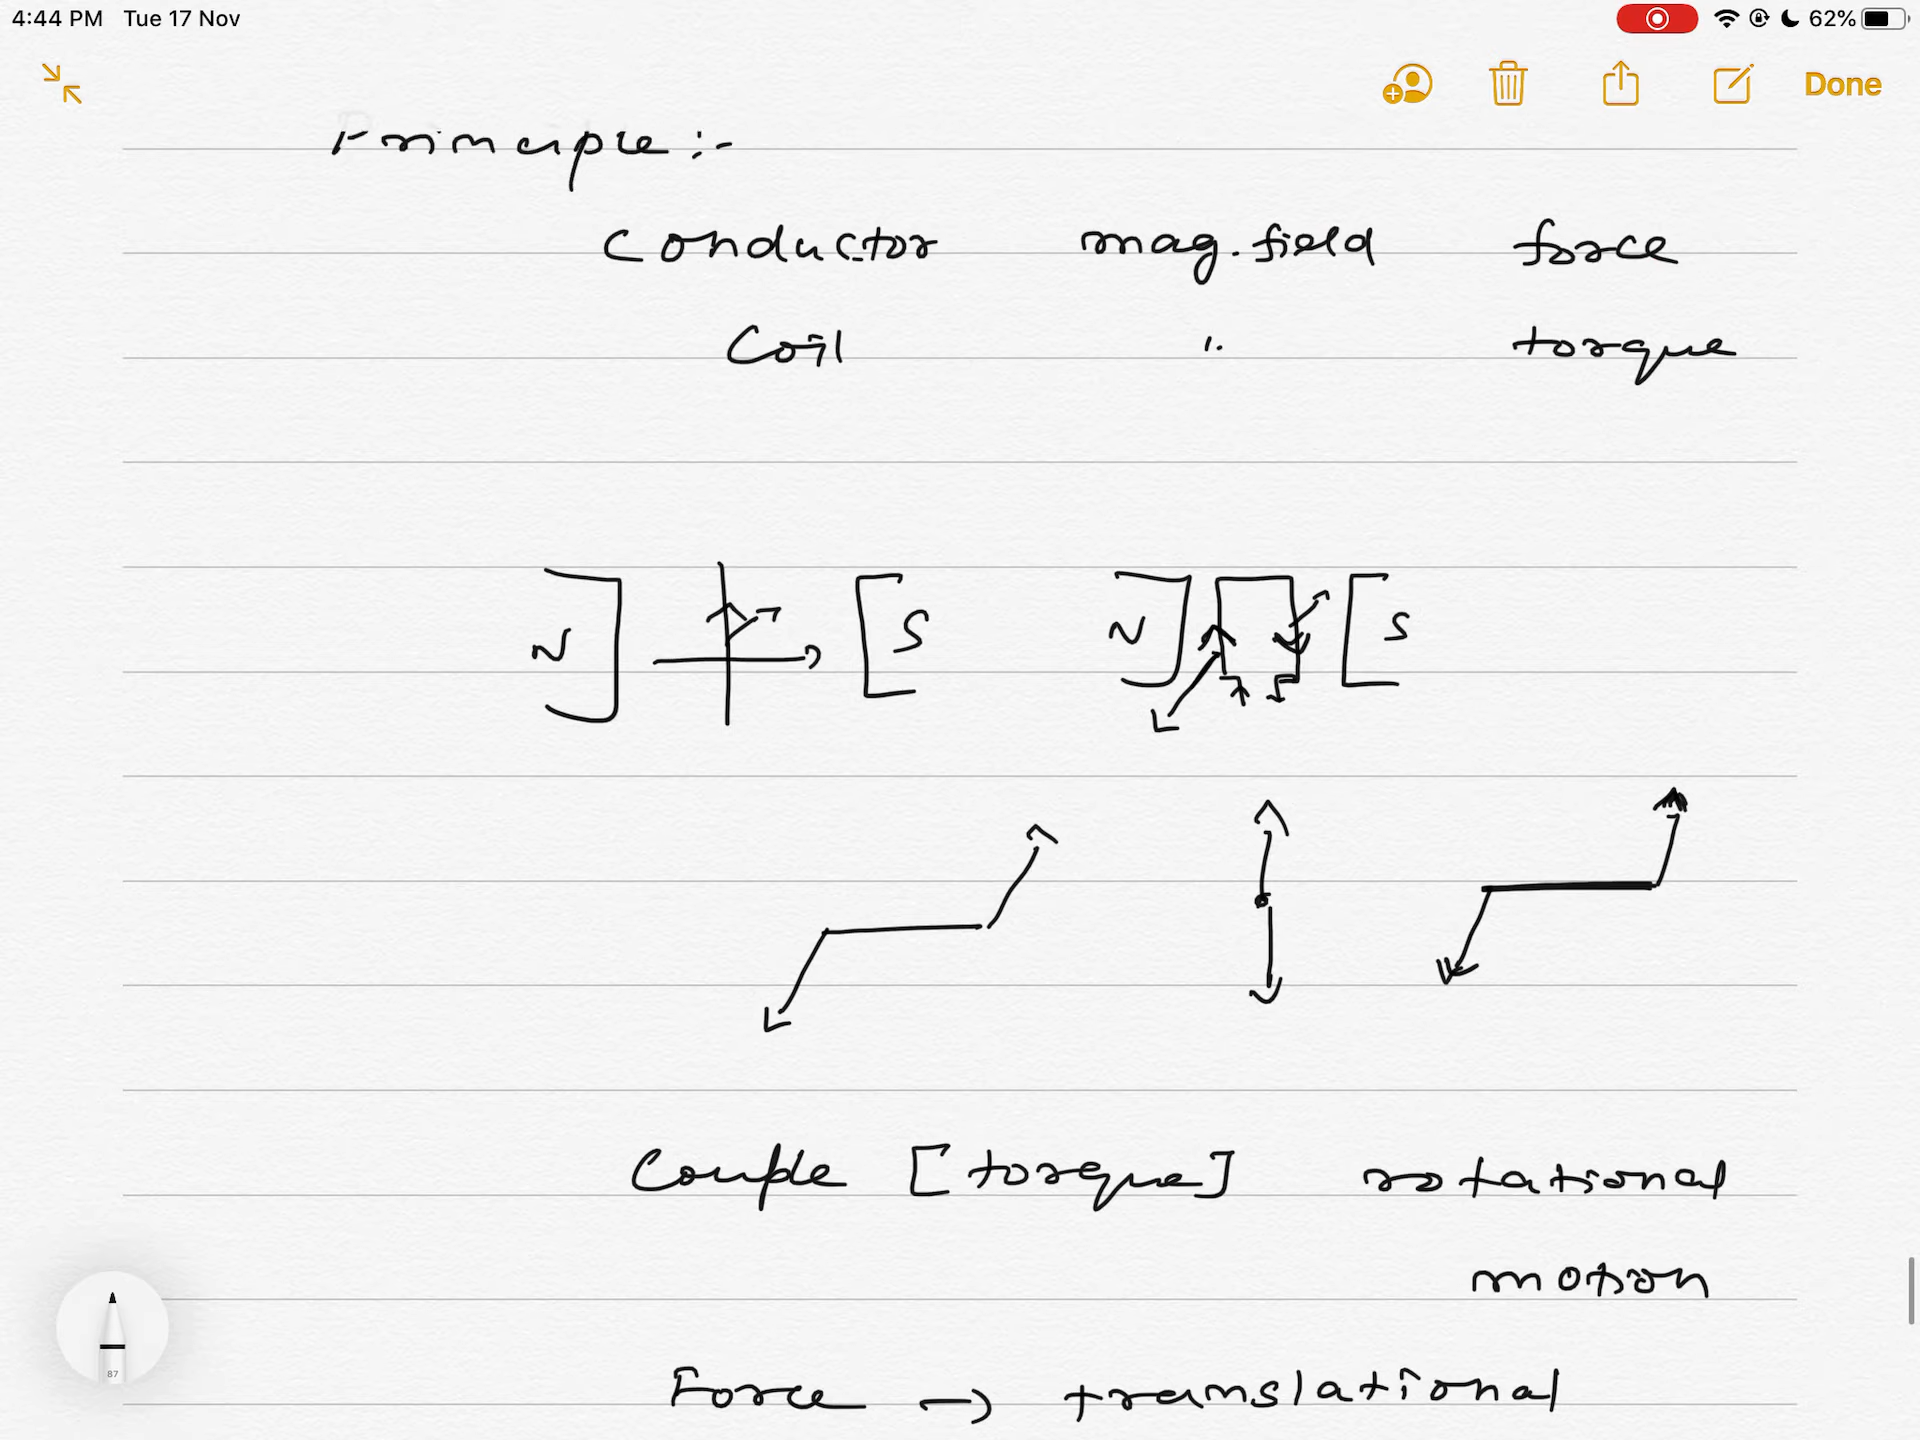 4:44 PM Tue 17 Nov 62%
Done
Principle :-
Conductor mag. field force
Coil " torque
N S N S
Couple [torque] rotational
motion
87
Force → translational